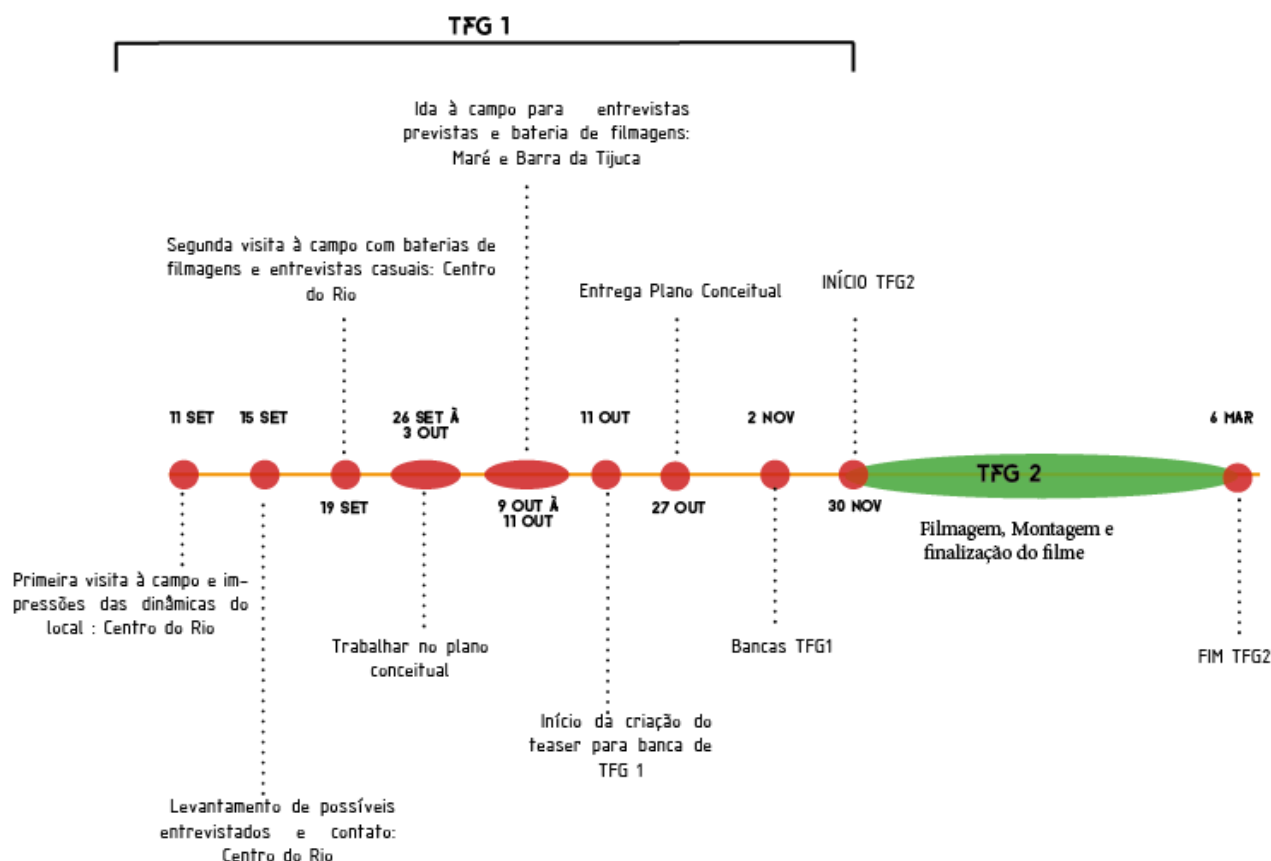 TFG 1
Ida à campo para entrevistas
previstas e bateria de filmagens:
Maré e Barra da Tijuca
Segunda visita à campo com baterias de
filmagens e entrevistas casuais: Centro
do Rio
Entrega Plano Conceitual
INÍCIO TFG2
11 SET
15 SET
26 SET À
3 OUT
11 OUT
2 NOV
6 MAR
TFG 2
19 SET
9 OUT À
11 OUT
27 OUT
30 NOV
Filmagem, Montagem e
finalização do filme
Primeira visita à campo e im-
pressões das dinâmicas do
local : Centro do Rio
Trabalhar no plano
conceitual
Bancas TFG1
FIM TFG2
Início da criação do
teaser para banca de
TFG 1
Levantamento de possíveis
entrevistados e contato:
Centro do Rio